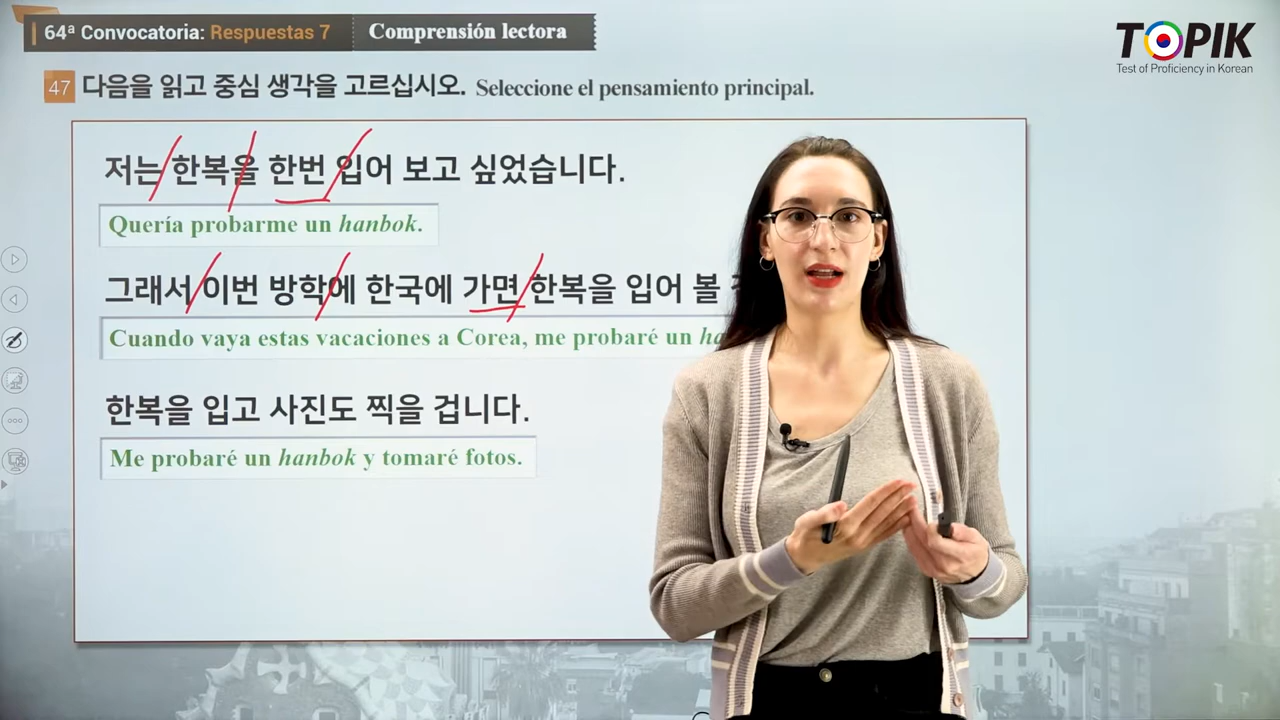 64ª Convocatoria: Respuestas 7 Comprensión lectora
TOPIK
Test of Proficiency in Korean
47 다음을 읽고 중심 생각을 고르십시오. Seleccione el pensamiento principal.
저는 한복을 한번 입어 보고 싶었습니다.
Quería probarme un hanbok.
그래서 이번 방학에 한국에 가면 한복을 입어 볼
Cuando vaya estas vacaciones a Corea, me probaré un
한복을 입고 사진도 찍을 겁니다.
Me probaré un hanbok y tomaré fotos.